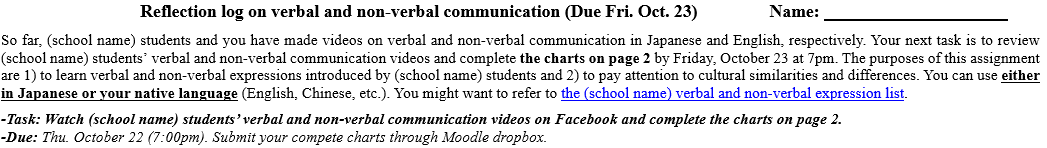 Reflection log on verbal and non-verbal communication (Due Fri. Oct. 23) Name: ____________________
So far, (school name) students and you have made videos on verbal and non-verbal communication in Japanese and English, respectively. Your next task is to review
(school name) students’ verbal and non-verbal communication videos and complete the charts on page 2 by Friday, October 23 at 7pm. The purposes of this assignment
are 1) to learn verbal and non-verbal expressions introduced by (school name) students and 2) to pay attention to cultural similarities and differences. You can use either
in Japanese or your native language (English, Chinese, etc.). You might want to refer to the (school name) verbal and non-verbal expression list.
-Task: Watch (school name) students’ verbal and non-verbal communication videos on Facebook and complete the charts on page 2.
-Due: Thu. October 22 (7:00pm). Submit your compete charts through Moodle dropbox.